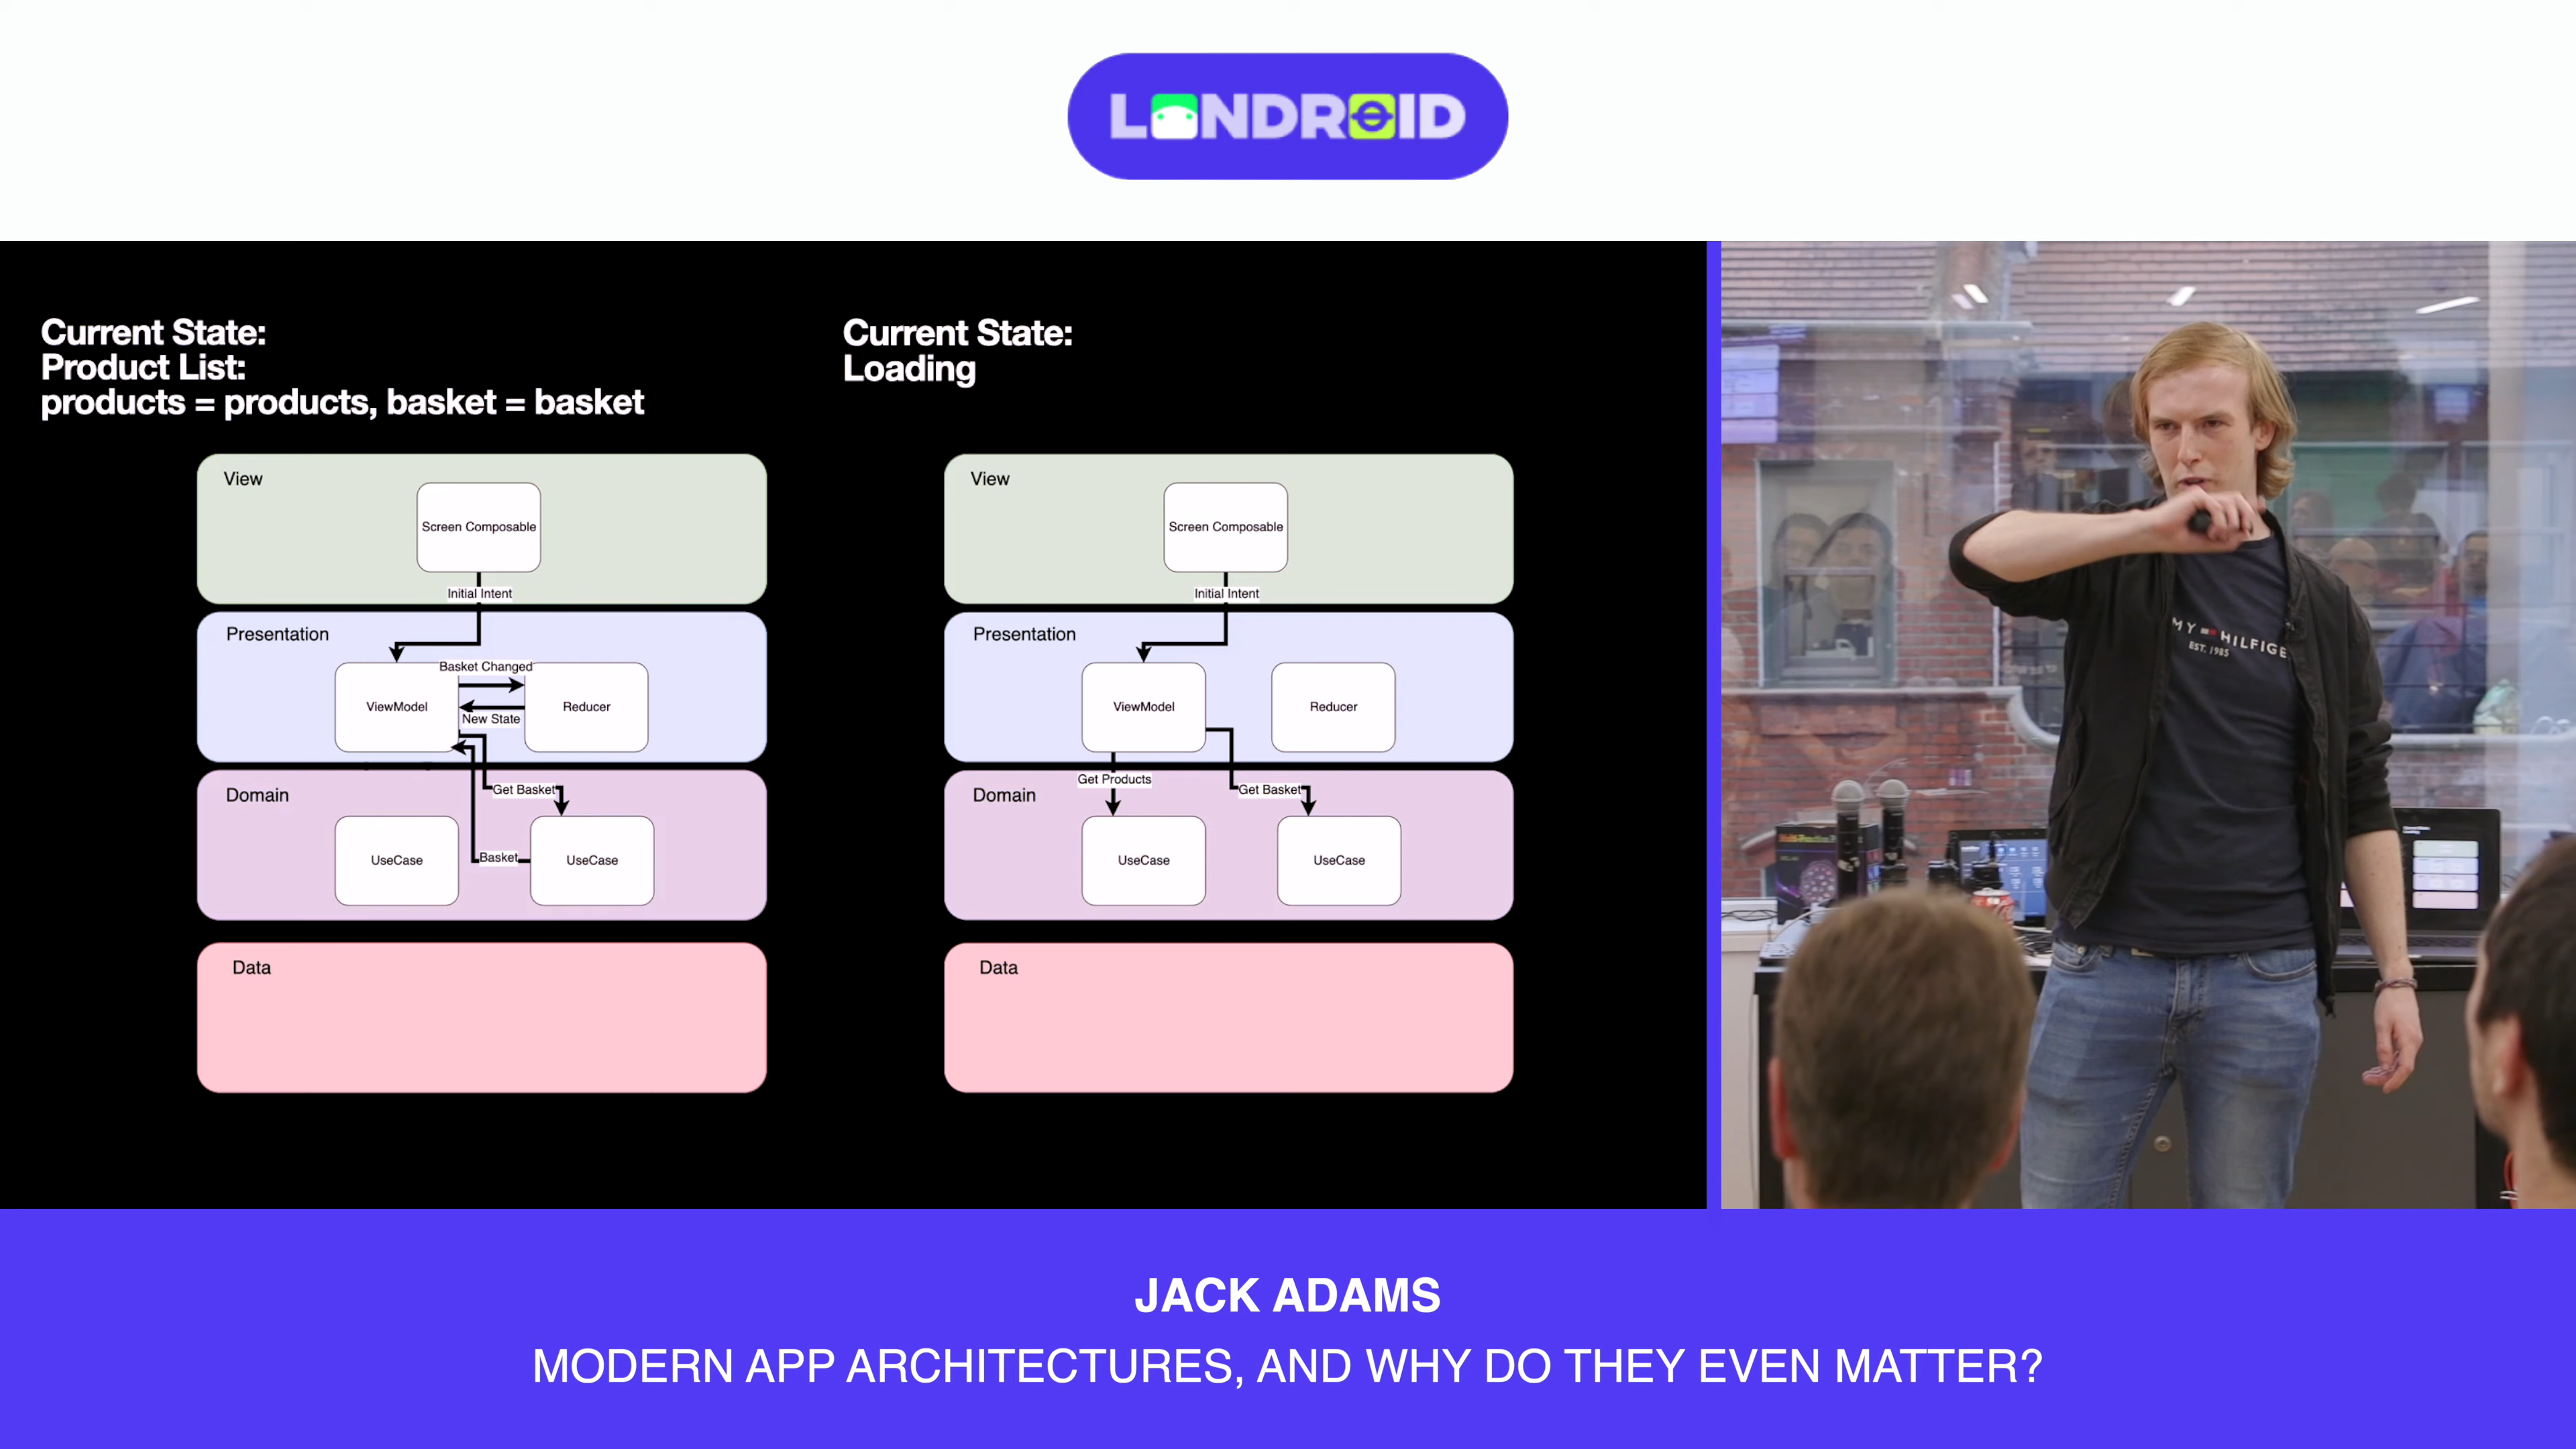 LONDROID
Current State:
Product List:
products = products, basket = basket
View
Screen Composable
Initial Intent
Presentation
Basket Changed
ViewModel
Reducer
New State
Domain
Get Basket
UseCase
Basket
UseCase
Data
Current State:
Loading
View
Screen Composable
Initial Intent
Presentation
ViewModel
Reducer
Get Products
Domain
Get Basket
UseCase
UseCase
Data
MY HILFIGE
EST. 1985
JACK ADAMS
MODERN APP ARCHITECTURES, AND WHY DO THEY EVEN MATTER?